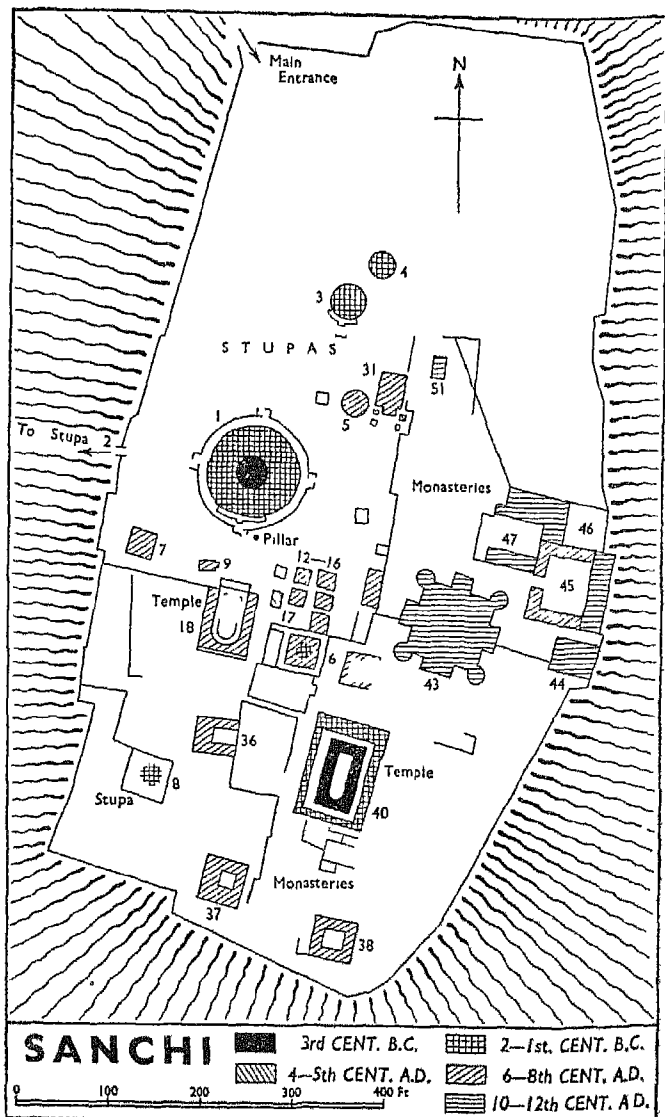 Main
Entrance
N
4
3
STUPAS
31
51
1
5
To Stupa 2
Monasteries
Pillar
46
47
7
9
12—16
45
Temple
17
18
6
43
44
36
Temple
8
Stupa
40
Monasteries
37
38
SANCHI
3rd CENT. B.C.
2—1st. CENT. B.C.
4—5th CENT. A.D.
6—8th CENT. A.D.
10—12th CENT. A.D.
0 100 200 300 400 Ft